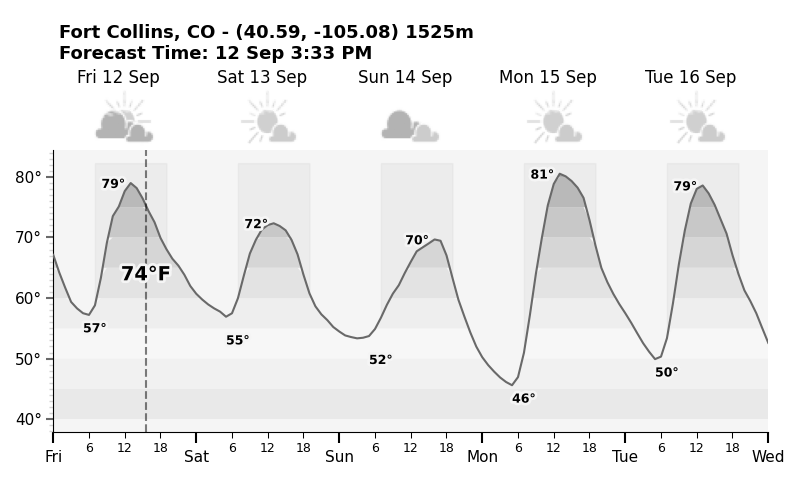 Fort Collins, CO - (40.59, -105.08) 1525m
Forecast Time: 12 Sep 3:33 PM
Fri 12 Sep Sat 13 Sep Sun 14 Sep Mon 15 Sep Tue 16 Sep
80°
70°
60°
50°
40°
79° 72° 70° 81° 79°
74°F
57° 55° 52° 46° 50°
6 12 18 6 12 18 6 12 18 6 12 18 6 12 18
Fri Sat Sun Mon Tue Wed